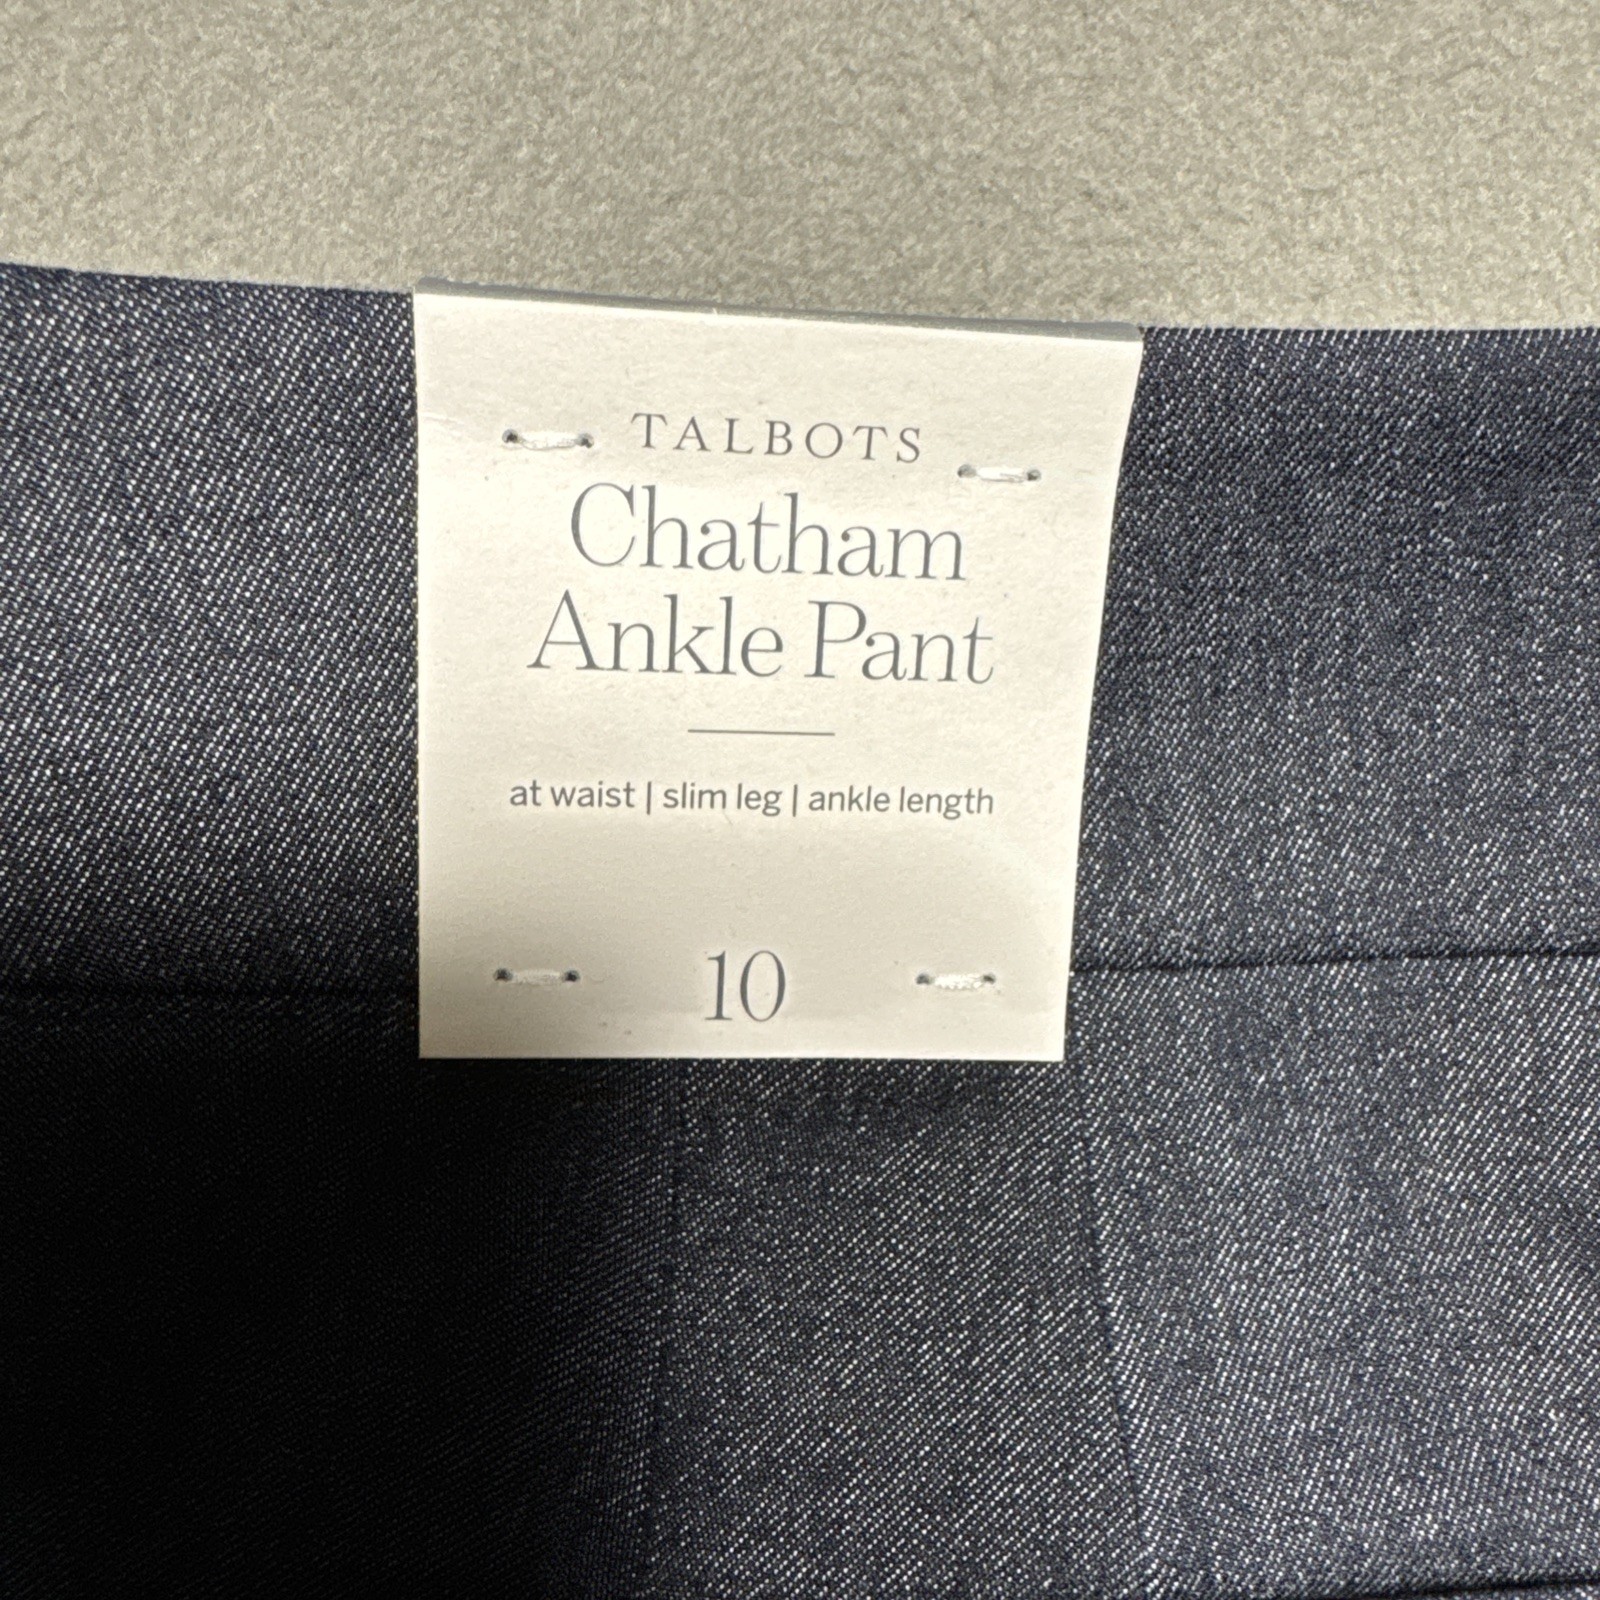 TALBOTS
Chatham
Ankle Pant
at waist | slim leg | ankle length
10